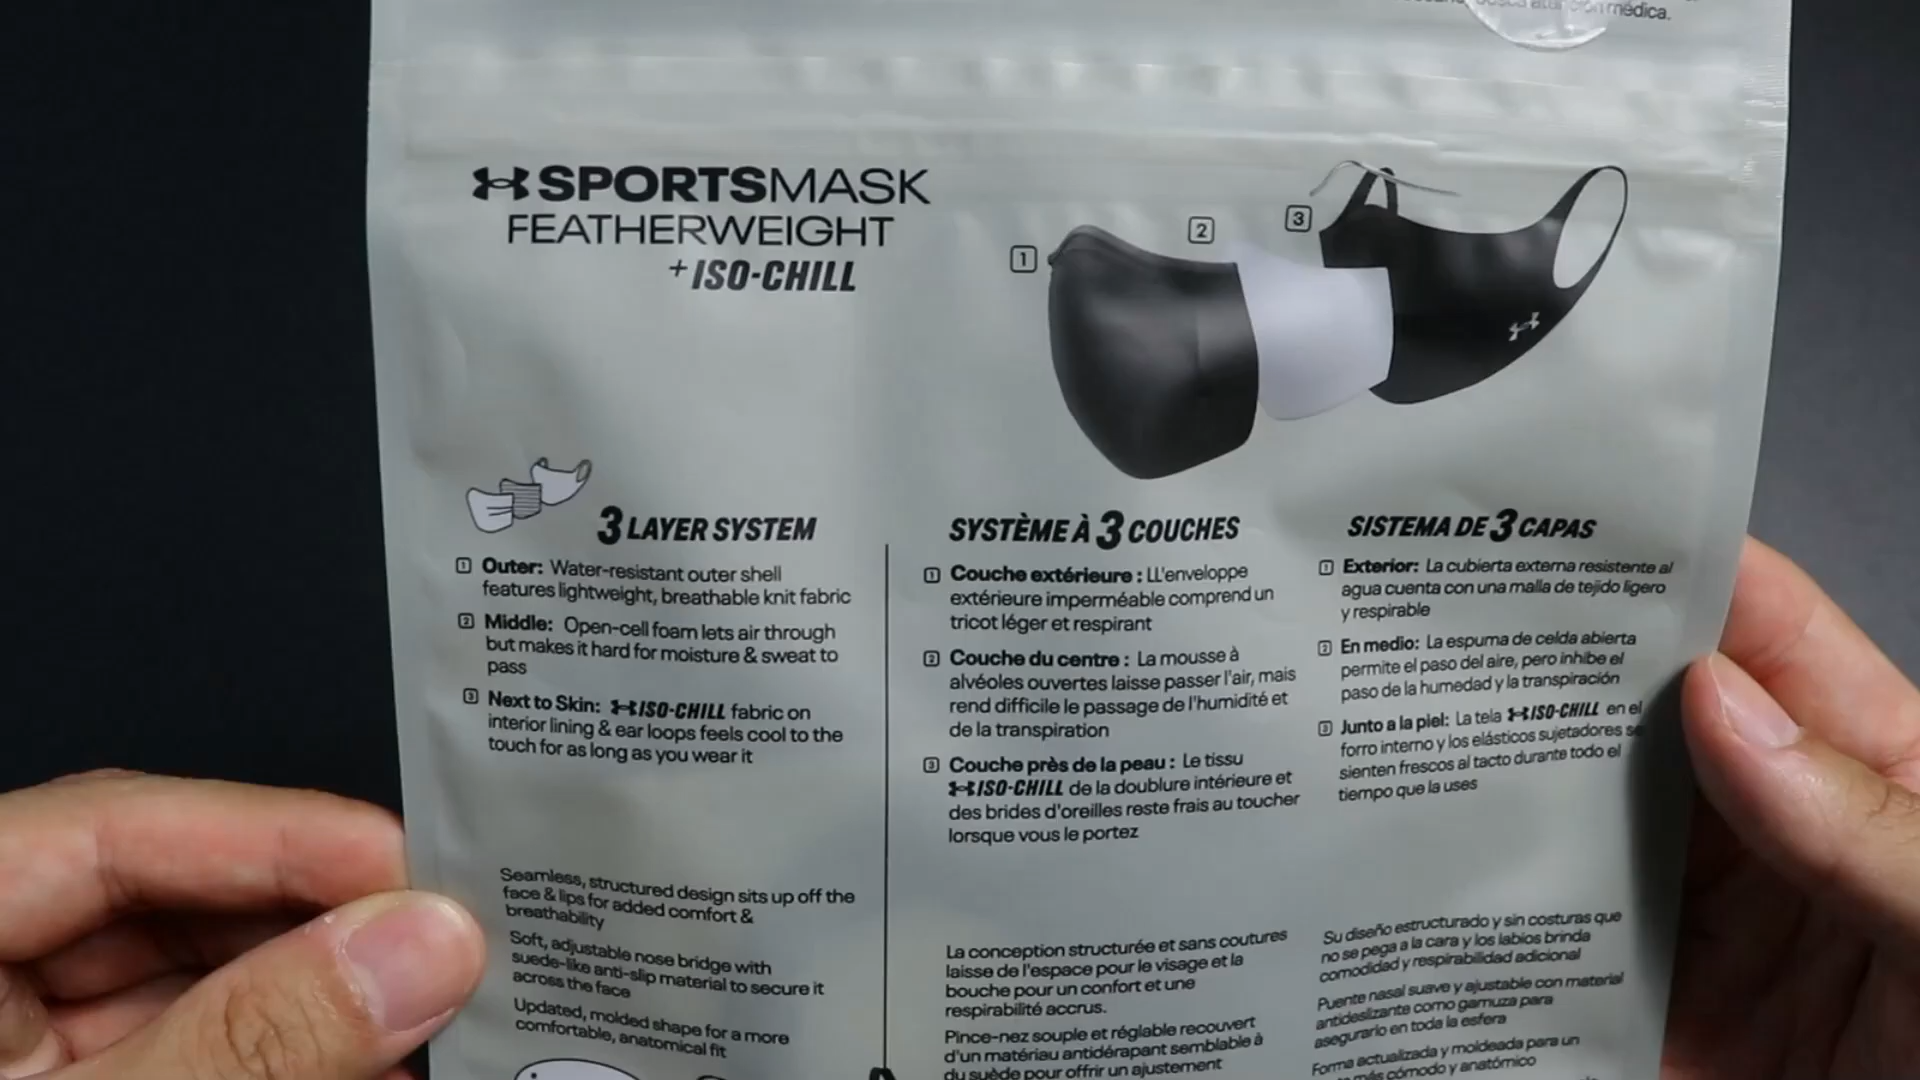 atención médica.
SPORTSMASK
FEATHERWEIGHT
+ISO-CHILL
1
2
3
3 LAYER SYSTEM
1 Outer: Water-resistant outer shell
features lightweight, breathable knit fabric
2 Middle: Open-cell foam lets air through
but makes it hard for moisture & sweat to
pass
3 Next to Skin: ISO-CHILL fabric on
interior lining & ear loops feels cool to the
touch for as long as you wear it
Seamless, structured design sits up off the
face & lips for added comfort &
breathability
Soft, adjustable nose bridge with
suede-like anti-slip material to secure it
across the face
Updated, molded shape for a more
comfortable, anatomical fit
SYSTÈME À 3 COUCHES
1 Couche extérieure : LL'enveloppe
extérieure imperméable comprend un
tricot léger et respirant
2 Couche du centre : La mousse à
alvéoles ouvertes laisse passer l'air, mais
rend difficile le passage de l'humidité et
de la transpiration
3 Couche près de la peau : Le tissu
ISO-CHILL de la doublure intérieure et
des brides d'oreilles reste frais au toucher
lorsque vous le portez
La conception structurée et sans coutures
laisse de l'espace pour le visage et la
bouche pour un confort et une
respirabilité accrus.
Pince-nez souple et réglable recouvert
d'un matériau antidérapant semblable à
du suède pour offrir un ajustement
SISTEMA DE 3 CAPAS
1 Exterior: La cubierta externa resistente al
agua cuenta con una malla de tejido ligero
y respirable
2 En medio: La espuma de celda abierta
permite el paso del aire, pero inhibe el
paso de la humedad y la transpiración
3 Junto a la piel: La tela ISO-CHILL en el
forro interno y los elásticos sujetadores se
sienten frescos al tacto durante todo el
tiempo que la uses
Su diseño estructurado y sin costuras que
no se pega a la cara y los labios brinda
comodidad y respirabilidad adicional
Puente nasal suave y ajustable con material
antideslizante como gamuza para
asegurarlo en toda la esfera
Forma actualizada y moldeada para un
más cómodo y anatómico